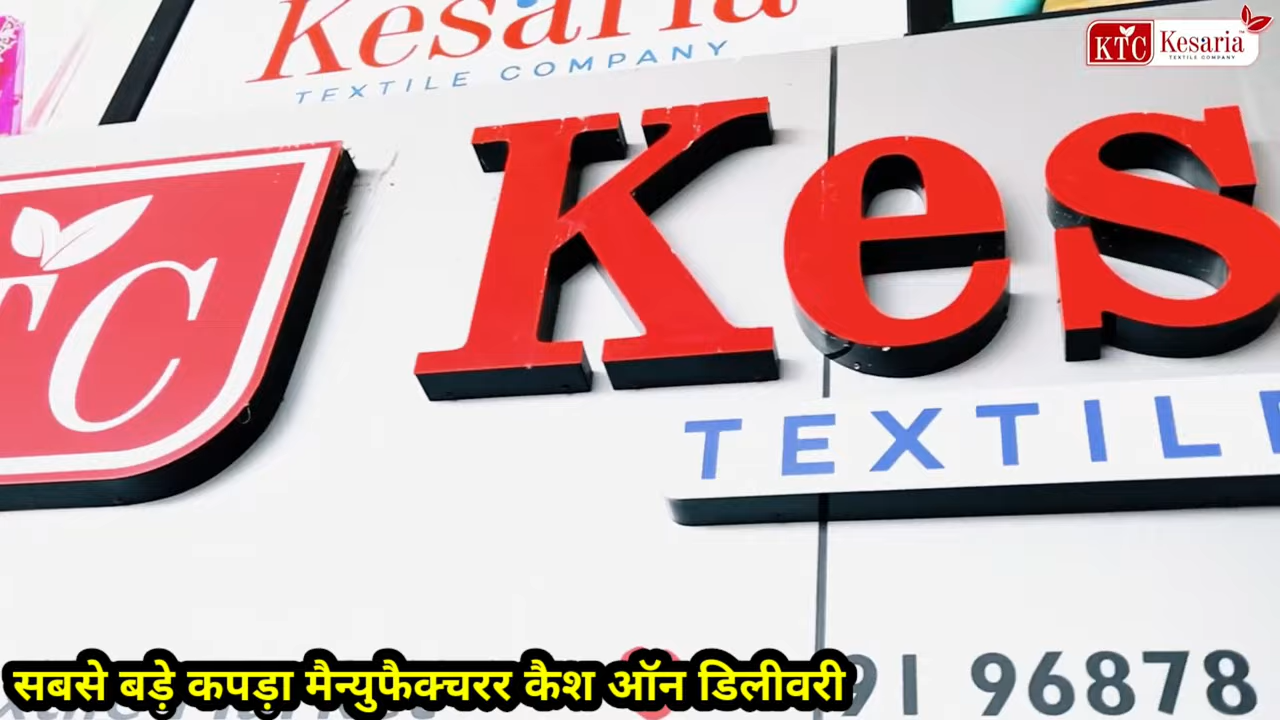 Kesaria
TEXTILE COMPANY
KTC Kesaria
TEXTILE COMPANY
TC
Kes
TEXTIL
सबसे बड़े कपड़ा मैन्युफैक्चरर कैश ऑन डिलीवरी
91 96878